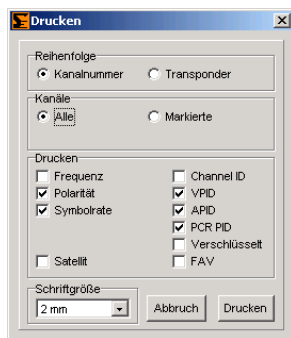 Drucken
Reihenfolge
Kanalnummer Transponder
Kanäle
Alle Markierte
Drucken
Frequenz Channel ID
Polarität VPID
Symbolrate APID
PCR PID
Verschlüsselt
Satellit FAV
Schriftgröße
2 mm Abbruch Drucken